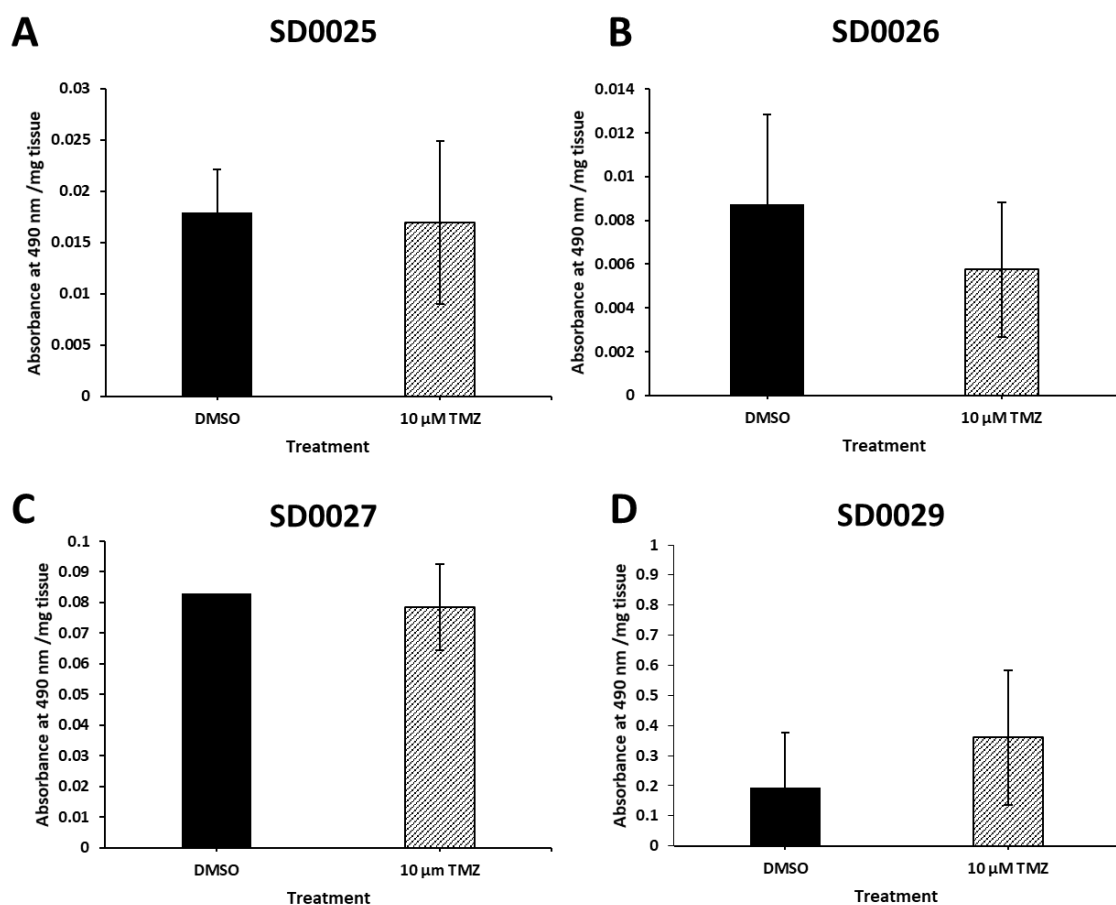 A
SD0025
Absorbance at 490 nm /mg tissue
0.03
0.025
0.02
0.015
0.01
0.005
0
DMSO
10 µM TMZ
Treatment
B
SD0026
Absorbance at 490 nm /mg tissue
0.014
0.012
0.01
0.008
0.006
0.004
0.002
0
DMSO
10 µM TMZ
Treatment
C
SD0027
Absorbance at 490 nm /mg tissue
0.1
0.09
0.08
0.07
0.06
0.05
0.04
0.03
0.02
0.01
0
DMSO
10 µm TMZ
Treatment
D
SD0029
Absorbance at 490 nm /mg tissue
1
0.9
0.8
0.7
0.6
0.5
0.4
0.3
0.2
0.1
0
DMSO
10 µM TMZ
Treatment